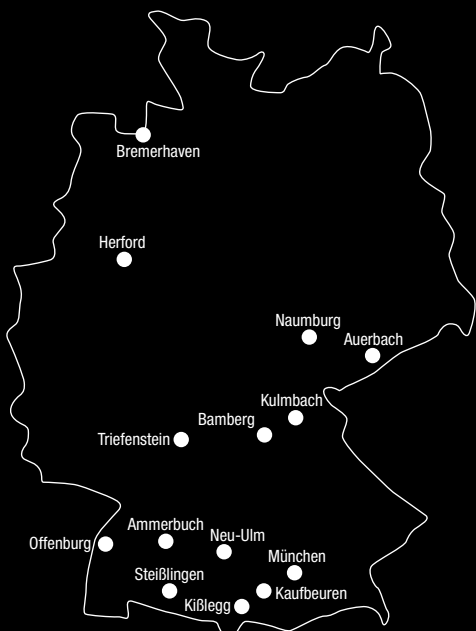 Bremerhaven
Herford
Naumburg
Auerbach
Kulmbach
Bamberg
Triefenstein
Ammerbuch
Offenburg
Neu-Ulm
München
Steißlingen
Kaufbeuren
Kißlegg